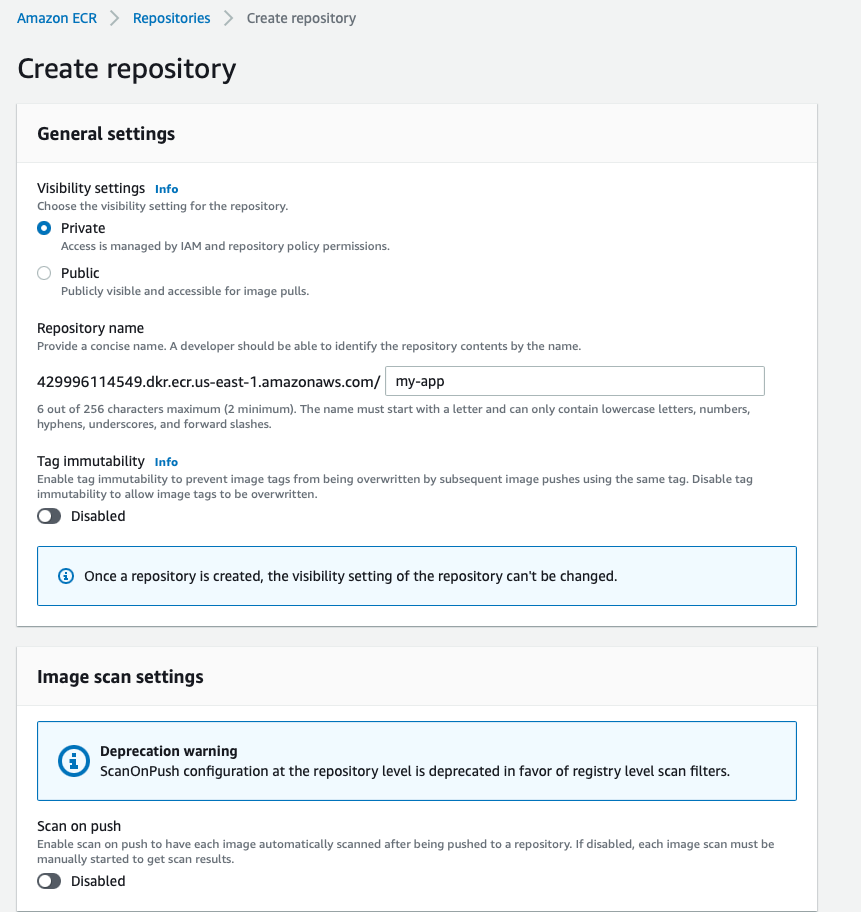 Amazon ECR > Repositories > Create repository
Create repository
General settings
Visibility settings Info
Choose the visibility setting for the repository.
Private
Access is managed by IAM and repository policy permissions.
Public
Publicly visible and accessible for image pulls.
Repository name
Provide a concise name. A developer should be able to identify the repository contents by the name.
429996114549.dkr.ecr.us-east-1.amazonaws.com/ my-app
6 out of 256 characters maximum (2 minimum). The name must start with a letter and can only contain lowercase letters, numbers,
hyphens, underscores, and forward slashes.
Tag immutability Info
Enable tag immutability to prevent image tags from being overwritten by subsequent image pushes using the same tag. Disable tag
immutability to allow image tags to be overwritten.
Disabled
Once a repository is created, the visibility setting of the repository can't be changed.
Image scan settings
Deprecation warning
ScanOnPush configuration at the repository level is deprecated in favor of registry level scan filters.
Scan on push
Enable scan on push to have each image automatically scanned after being pushed to a repository. If disabled, each image scan must be
manually started to get scan results.
Disabled